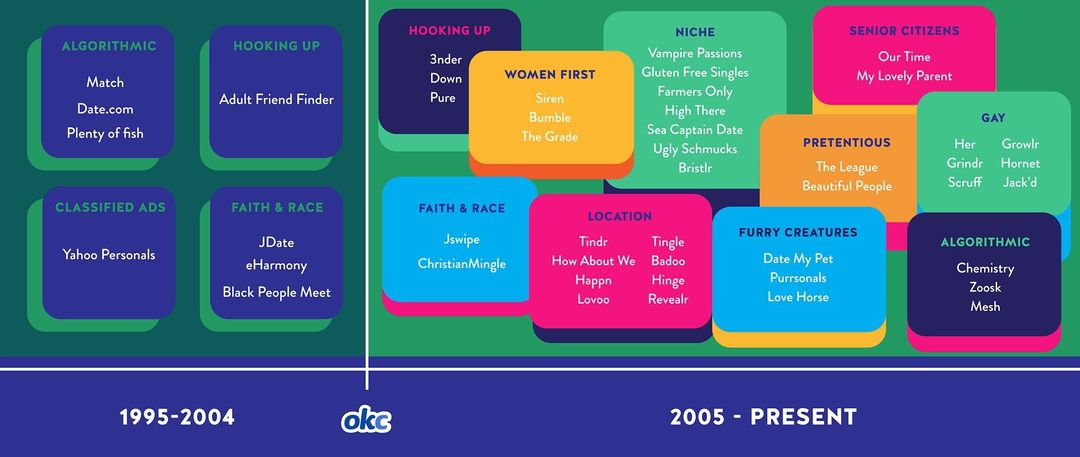 ALGORITHMIC
Match
Date.com
Plenty of fish
HOOKING UP
Adult Friend Finder
CLASSIFIED ADS
Yahoo Personals
FAITH & RACE
JDate
eHarmony
Black People Meet
HOOKING UP
3nder
Down
Pure
WOMEN FIRST
Siren
Bumble
The Grade
NICHE
Vampire Passions
Gluten Free Singles
Farmers Only
High There
Sea Captain Date
Ugly Schmucks
Bristlr
SENIOR CITIZENS
Our Time
My Lovely Parent
PRETENTIOUS
The League
Beautiful People
GAY
Her Growlr
Grindr Hornet
Scruff Jack'd
FAITH & RACE
Jswipe
ChristianMingle
LOCATION
Tindr Tingle
How About We Badoo
Happn Hinge
Lovoo Revealr
FURRY CREATURES
Date My Pet
Purrsonals
Love Horse
ALGORITHMIC
Chemistry
Zoosk
Mesh
1995-2004
okc
2005 - PRESENT